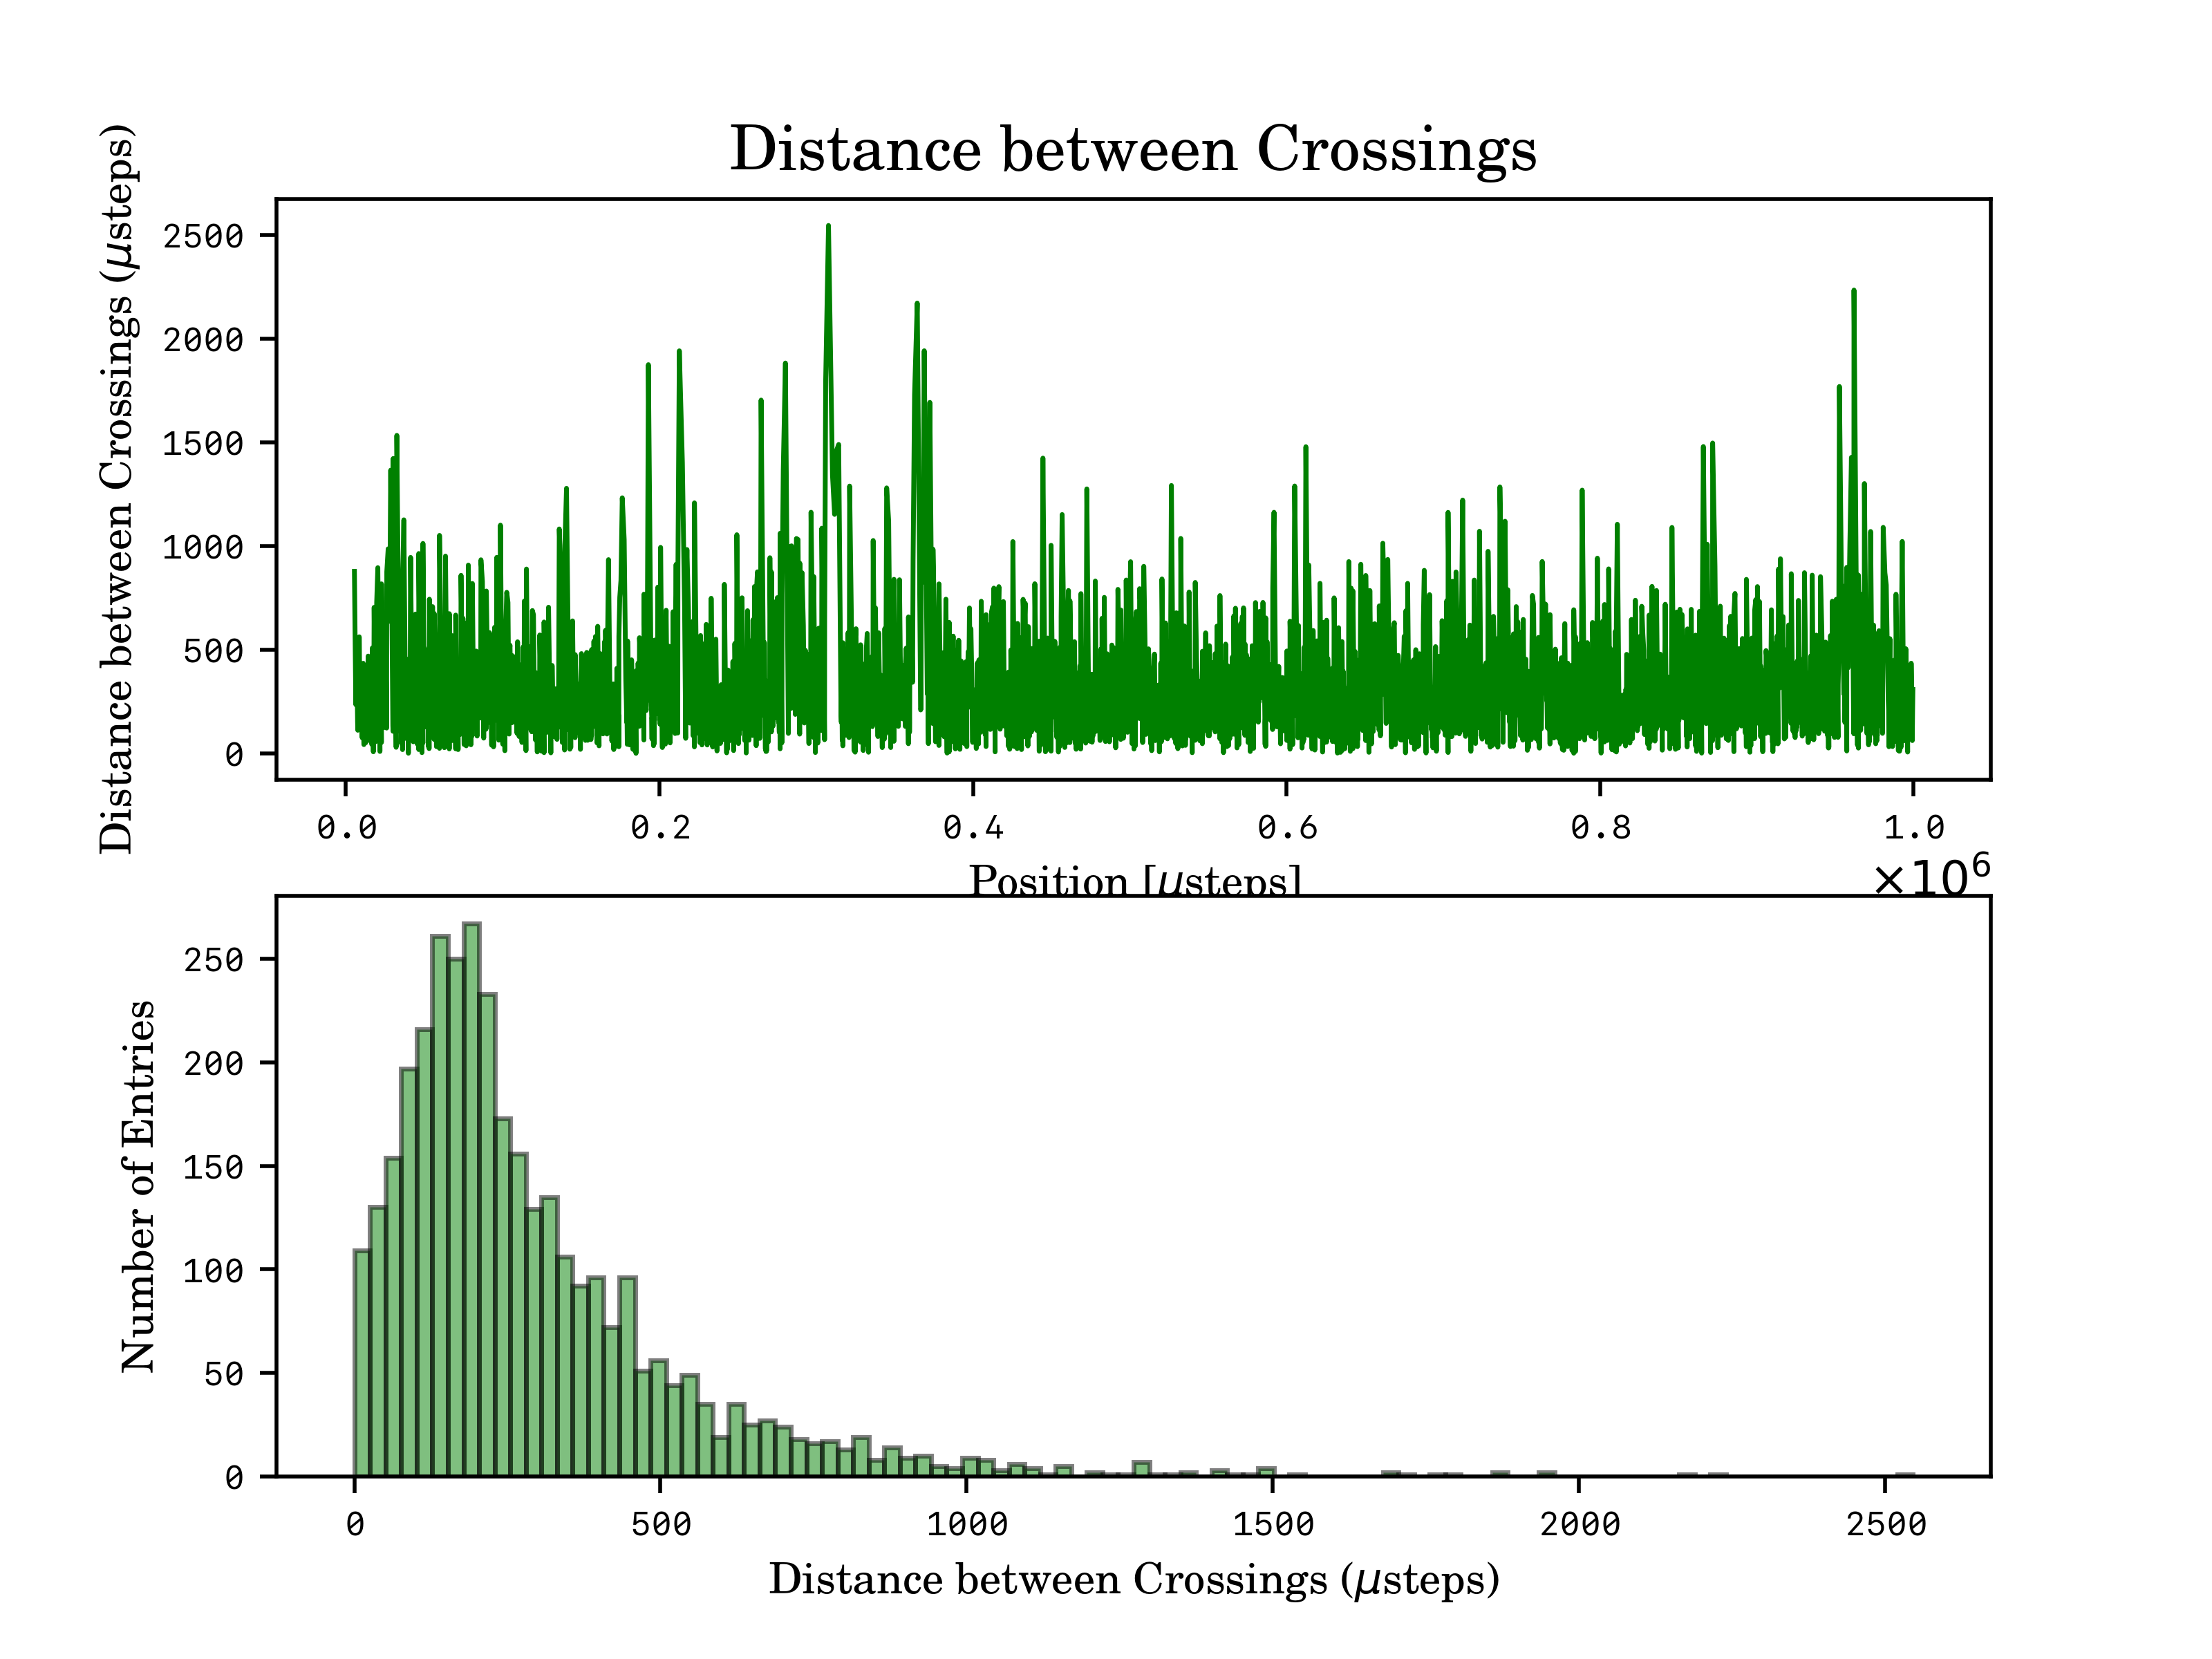 Distance between Crossings
Distance between Crossings (μsteps)
2500
2000
1500
1000
500
0
0.0 0.2 0.4 0.6 0.8 1.0
Position [μsteps]
×10⁶
Number of Entries
250
200
150
100
50
0
0 500 1000 1500 2000 2500
Distance between Crossings (μsteps)